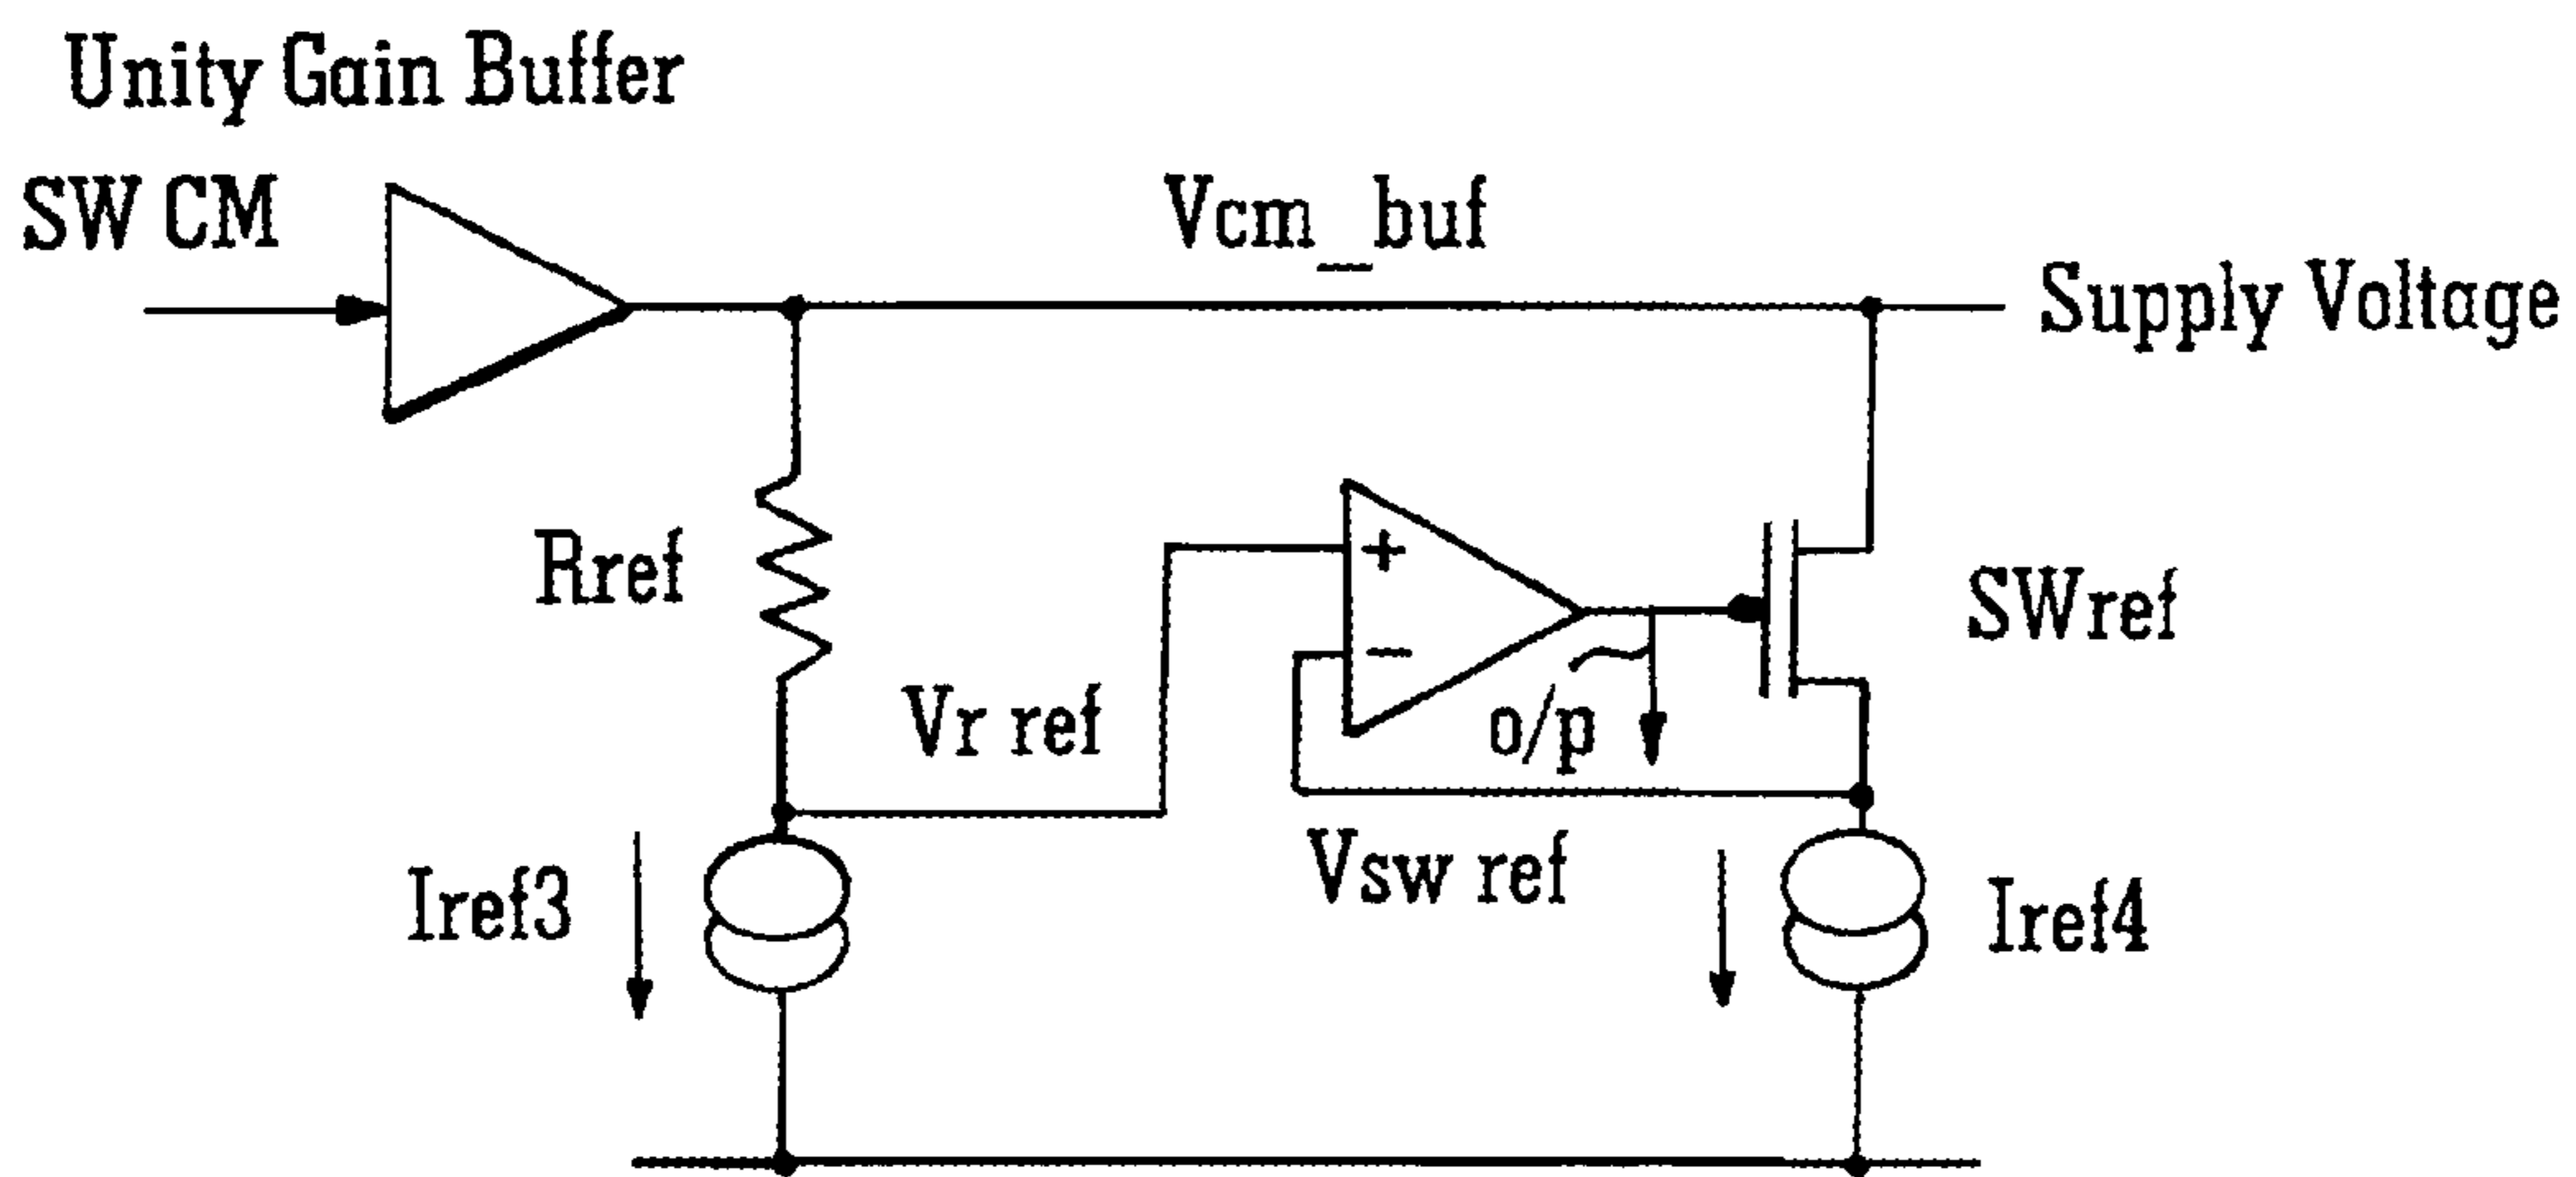 Unity Gain Buffer
SW CM
Vcm_buf
Supply Voltage
Rref
+
SWref
−
Vr ref
o/p
Vsw ref
Iref3
Iref4